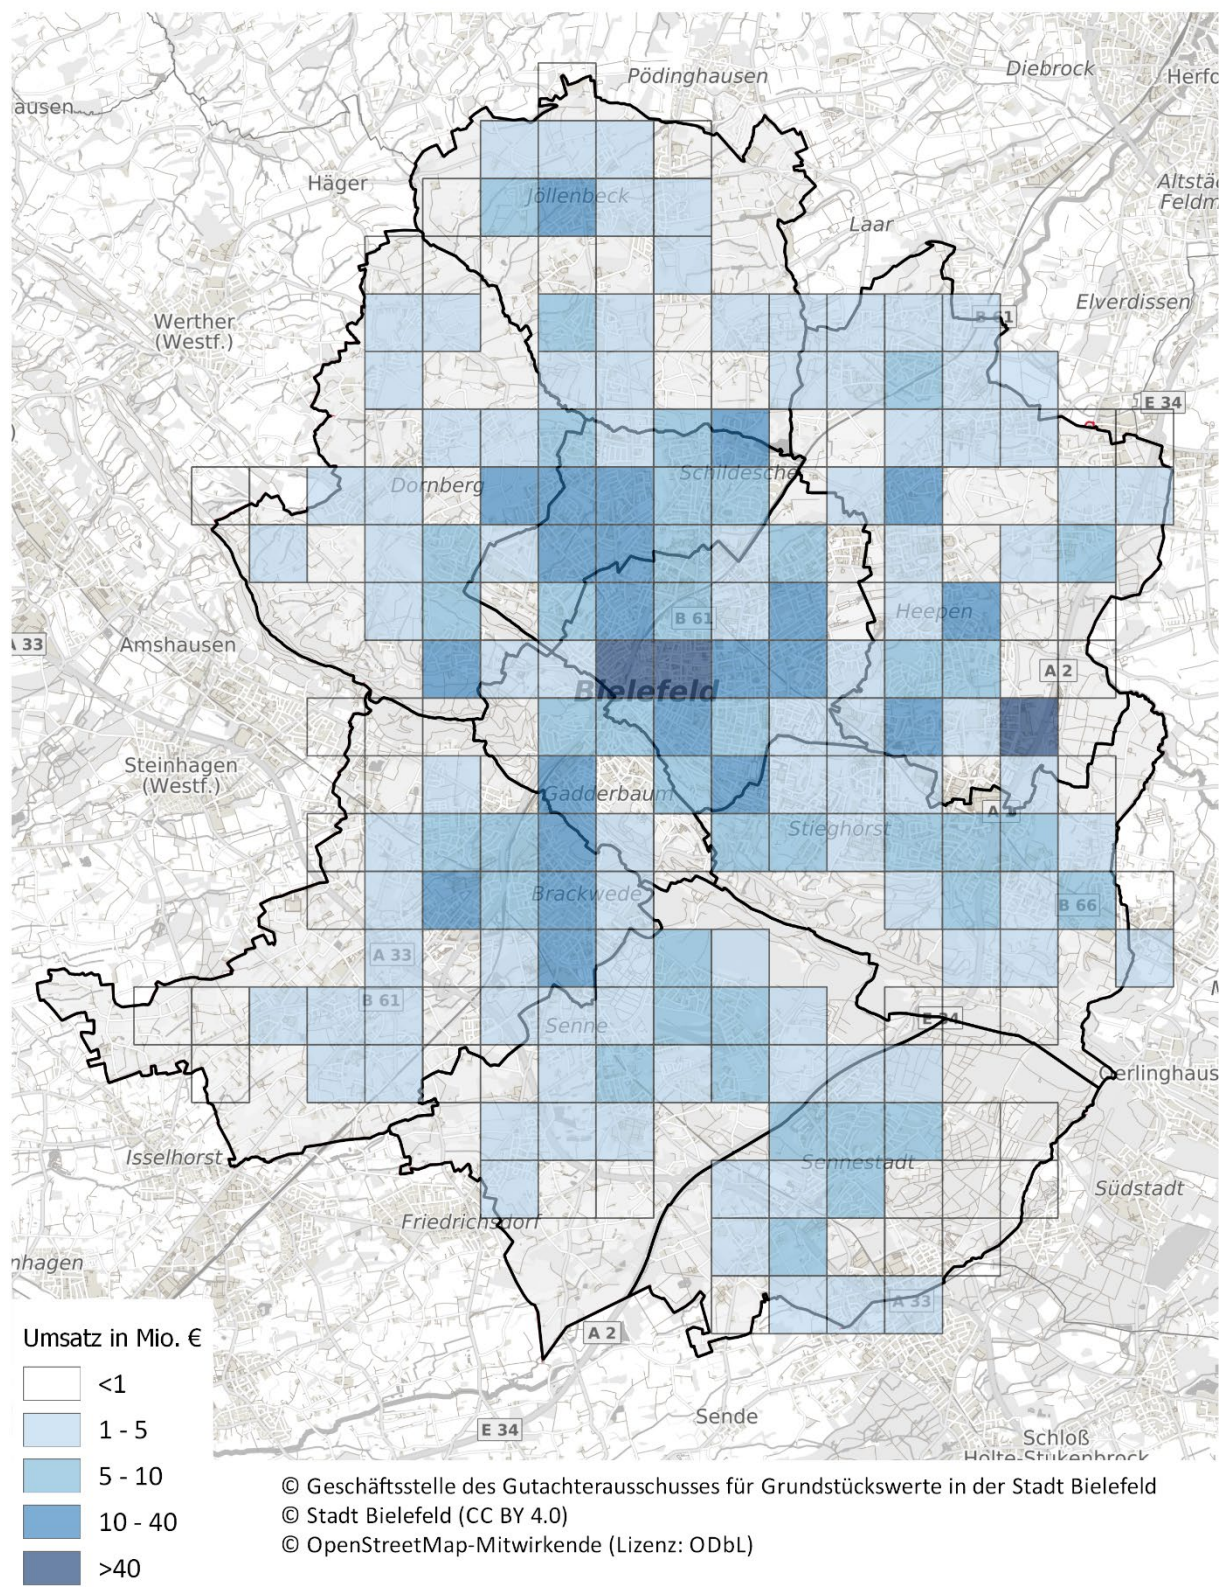 Pödinghausen
Diebrock
Herfo
ausen
Häger
Jöllenbeck
Altstä
Feldm
Laar
Werther
(Westf.)
Elverdissen
B 61
E 34
Dornberg
Schildesche
A 33
Amshausen
B 61
Heepen
A 2
Bielefeld
Steinhagen
(Westf.)
Gadderbaum
A 2
Stieghorst
Brackwede
B 66
A 33
B 61
Senne
E 34
Oerlinghaus
Isselhorst
Sennestadt
Südstadt
Friedrichsdorf
nhagen
A 33
A 2
Sende
E 34
Schloß
Holte-Stukenbrock
Umsatz in Mio. €
<1
1 - 5
5 - 10
10 - 40
>40
© Geschäftsstelle des Gutachterausschusses für Grundstückswerte in der Stadt Bielefeld
© Stadt Bielefeld (CC BY 4.0)
© OpenStreetMap-Mitwirkende (Lizenz: ODbL)